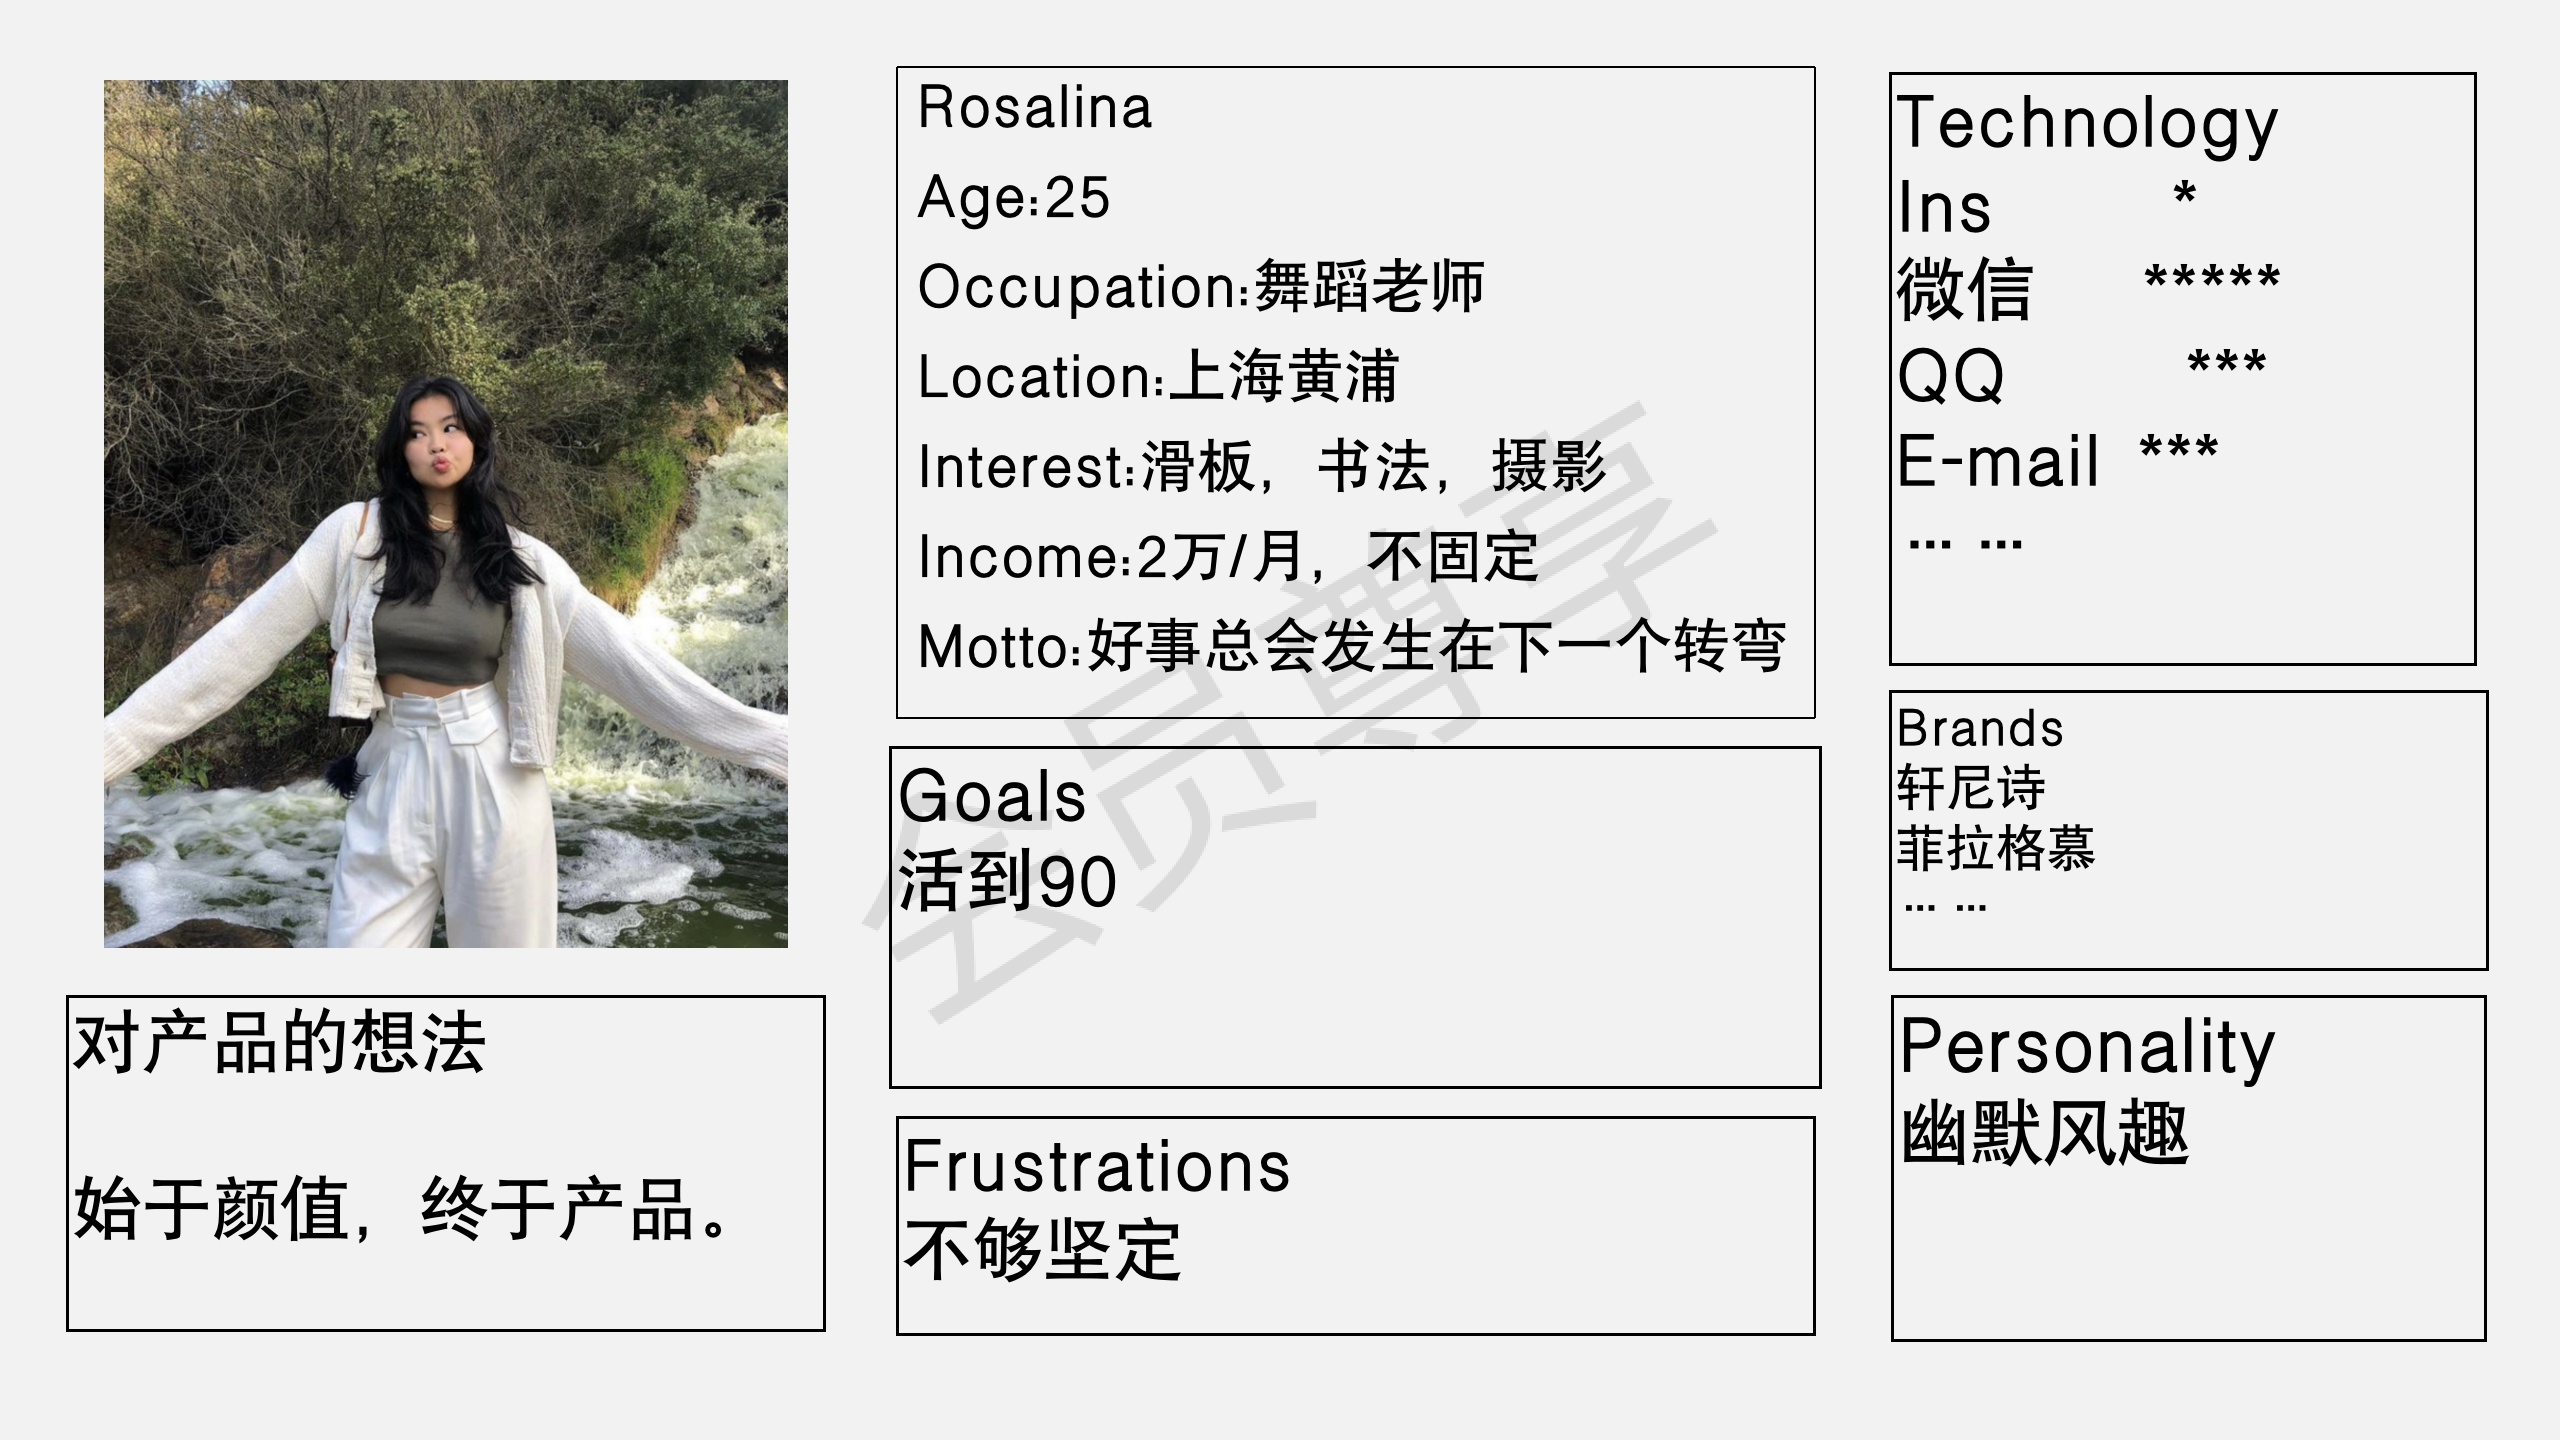 Rosalina
Age:25
Occupation:舞蹈老师
Location:上海黄浦
Interest:滑板，书法，摄影
Income:2万/月，不固定
Motto:好事总会发生在下一个转弯
Goals
活到90
Frustrations
不够坚定
对产品的想法
始于颜值，终于产品。
Technology
Ins *
微信 *****
QQ ***
E-mail ***
... ...
Brands
轩尼诗
菲拉格慕
... ...
Personality
幽默风趣
会员尊享